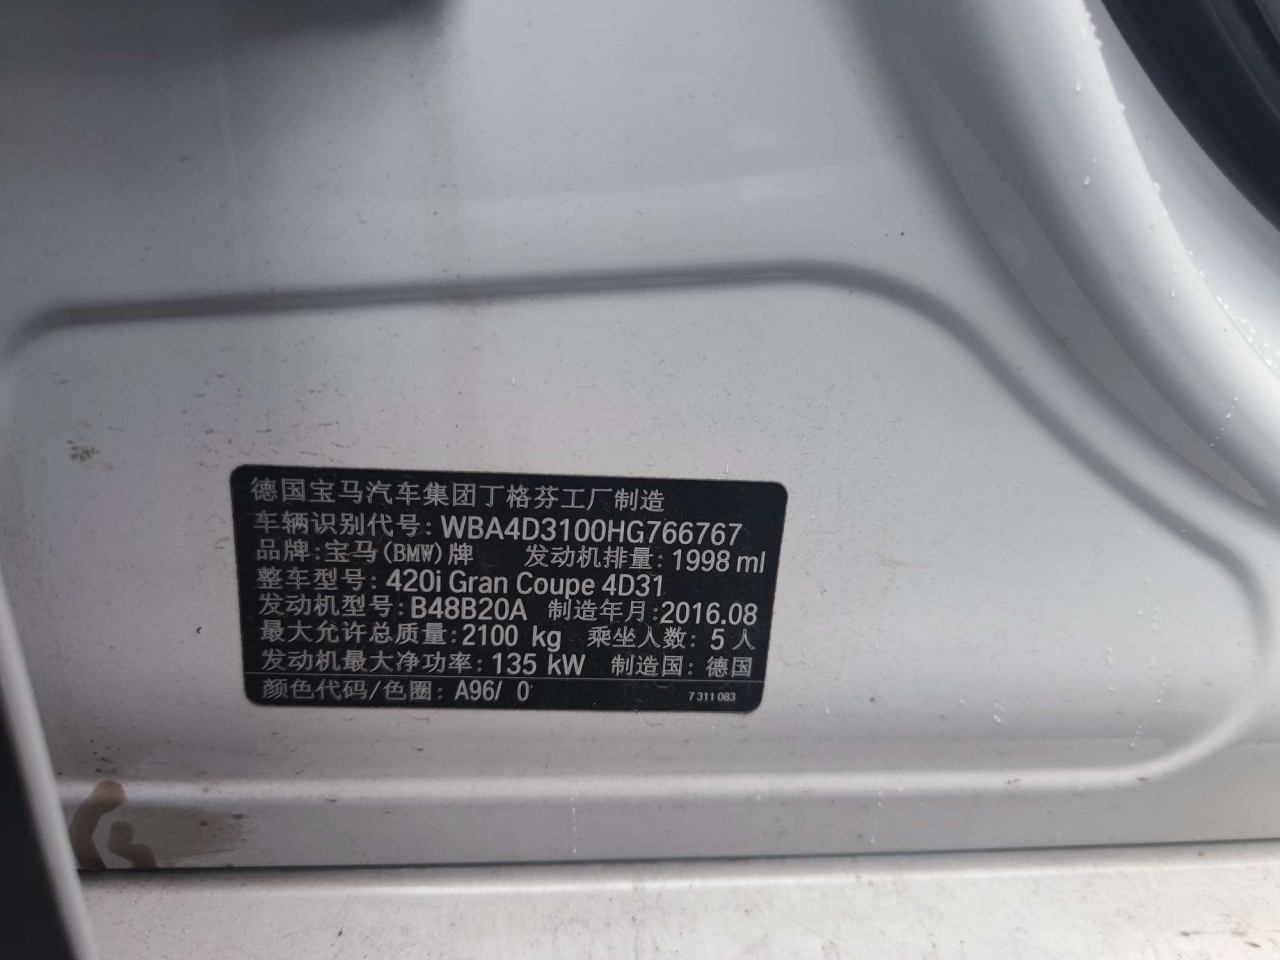 德国宝马汽车集团丁格芬工厂制造
车辆识别代号: WBA4D3100HG766767
品牌: 宝马(BMW)牌 发动机排量: 1998 ml
整车型号: 420i Gran Coupe 4D31
发动机型号: B48B20A 制造年月: 2016.08
最大允许总质量: 2100 kg 乘坐人数: 5 人
发动机最大净功率: 135 kW 制造国: 德国
颜色代码/色圈: A96/ 0 7 311 083